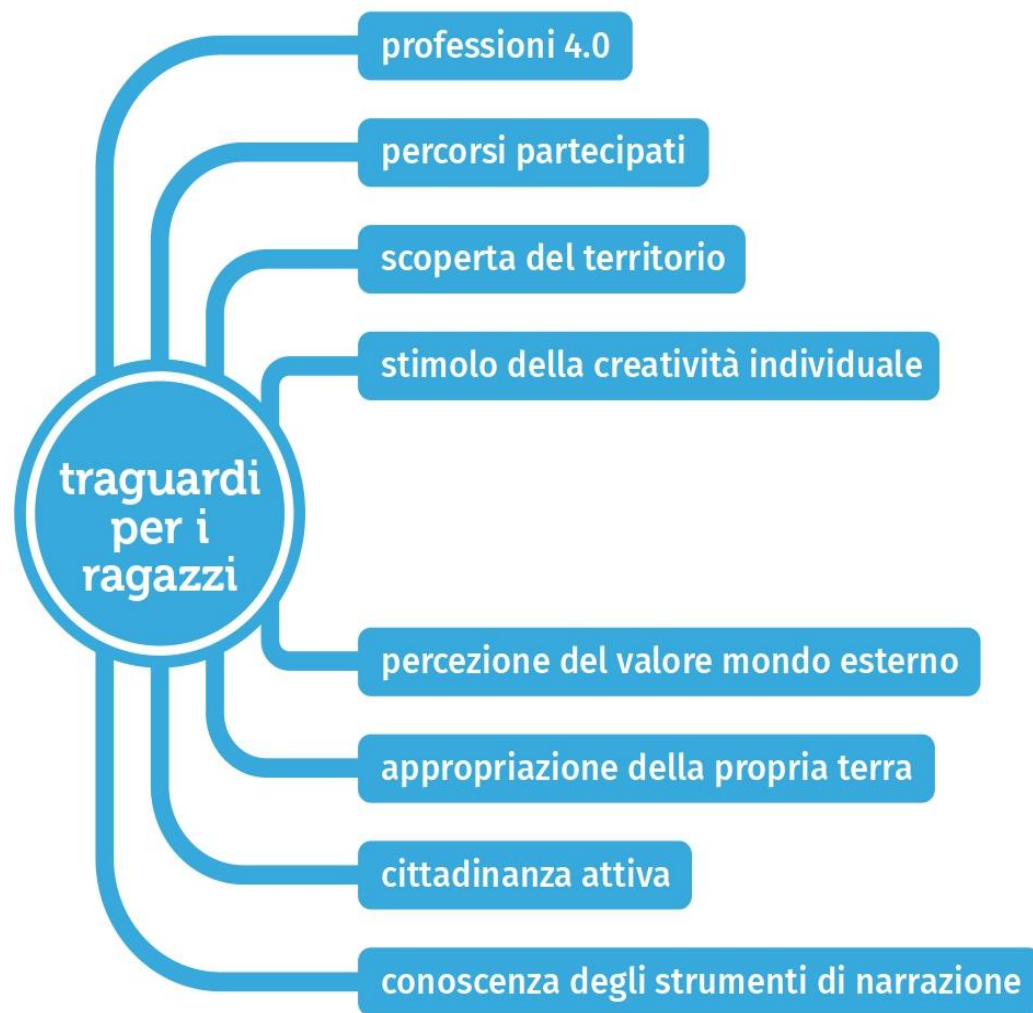 professioni 4.0
percorsi partecipati
scoperta del territorio
stimolo della creatività individuale
traguardi
per i
ragazzi
percezione del valore mondo esterno
appropriazione della propria terra
cittadinanza attiva
conoscenza degli strumenti di narrazione